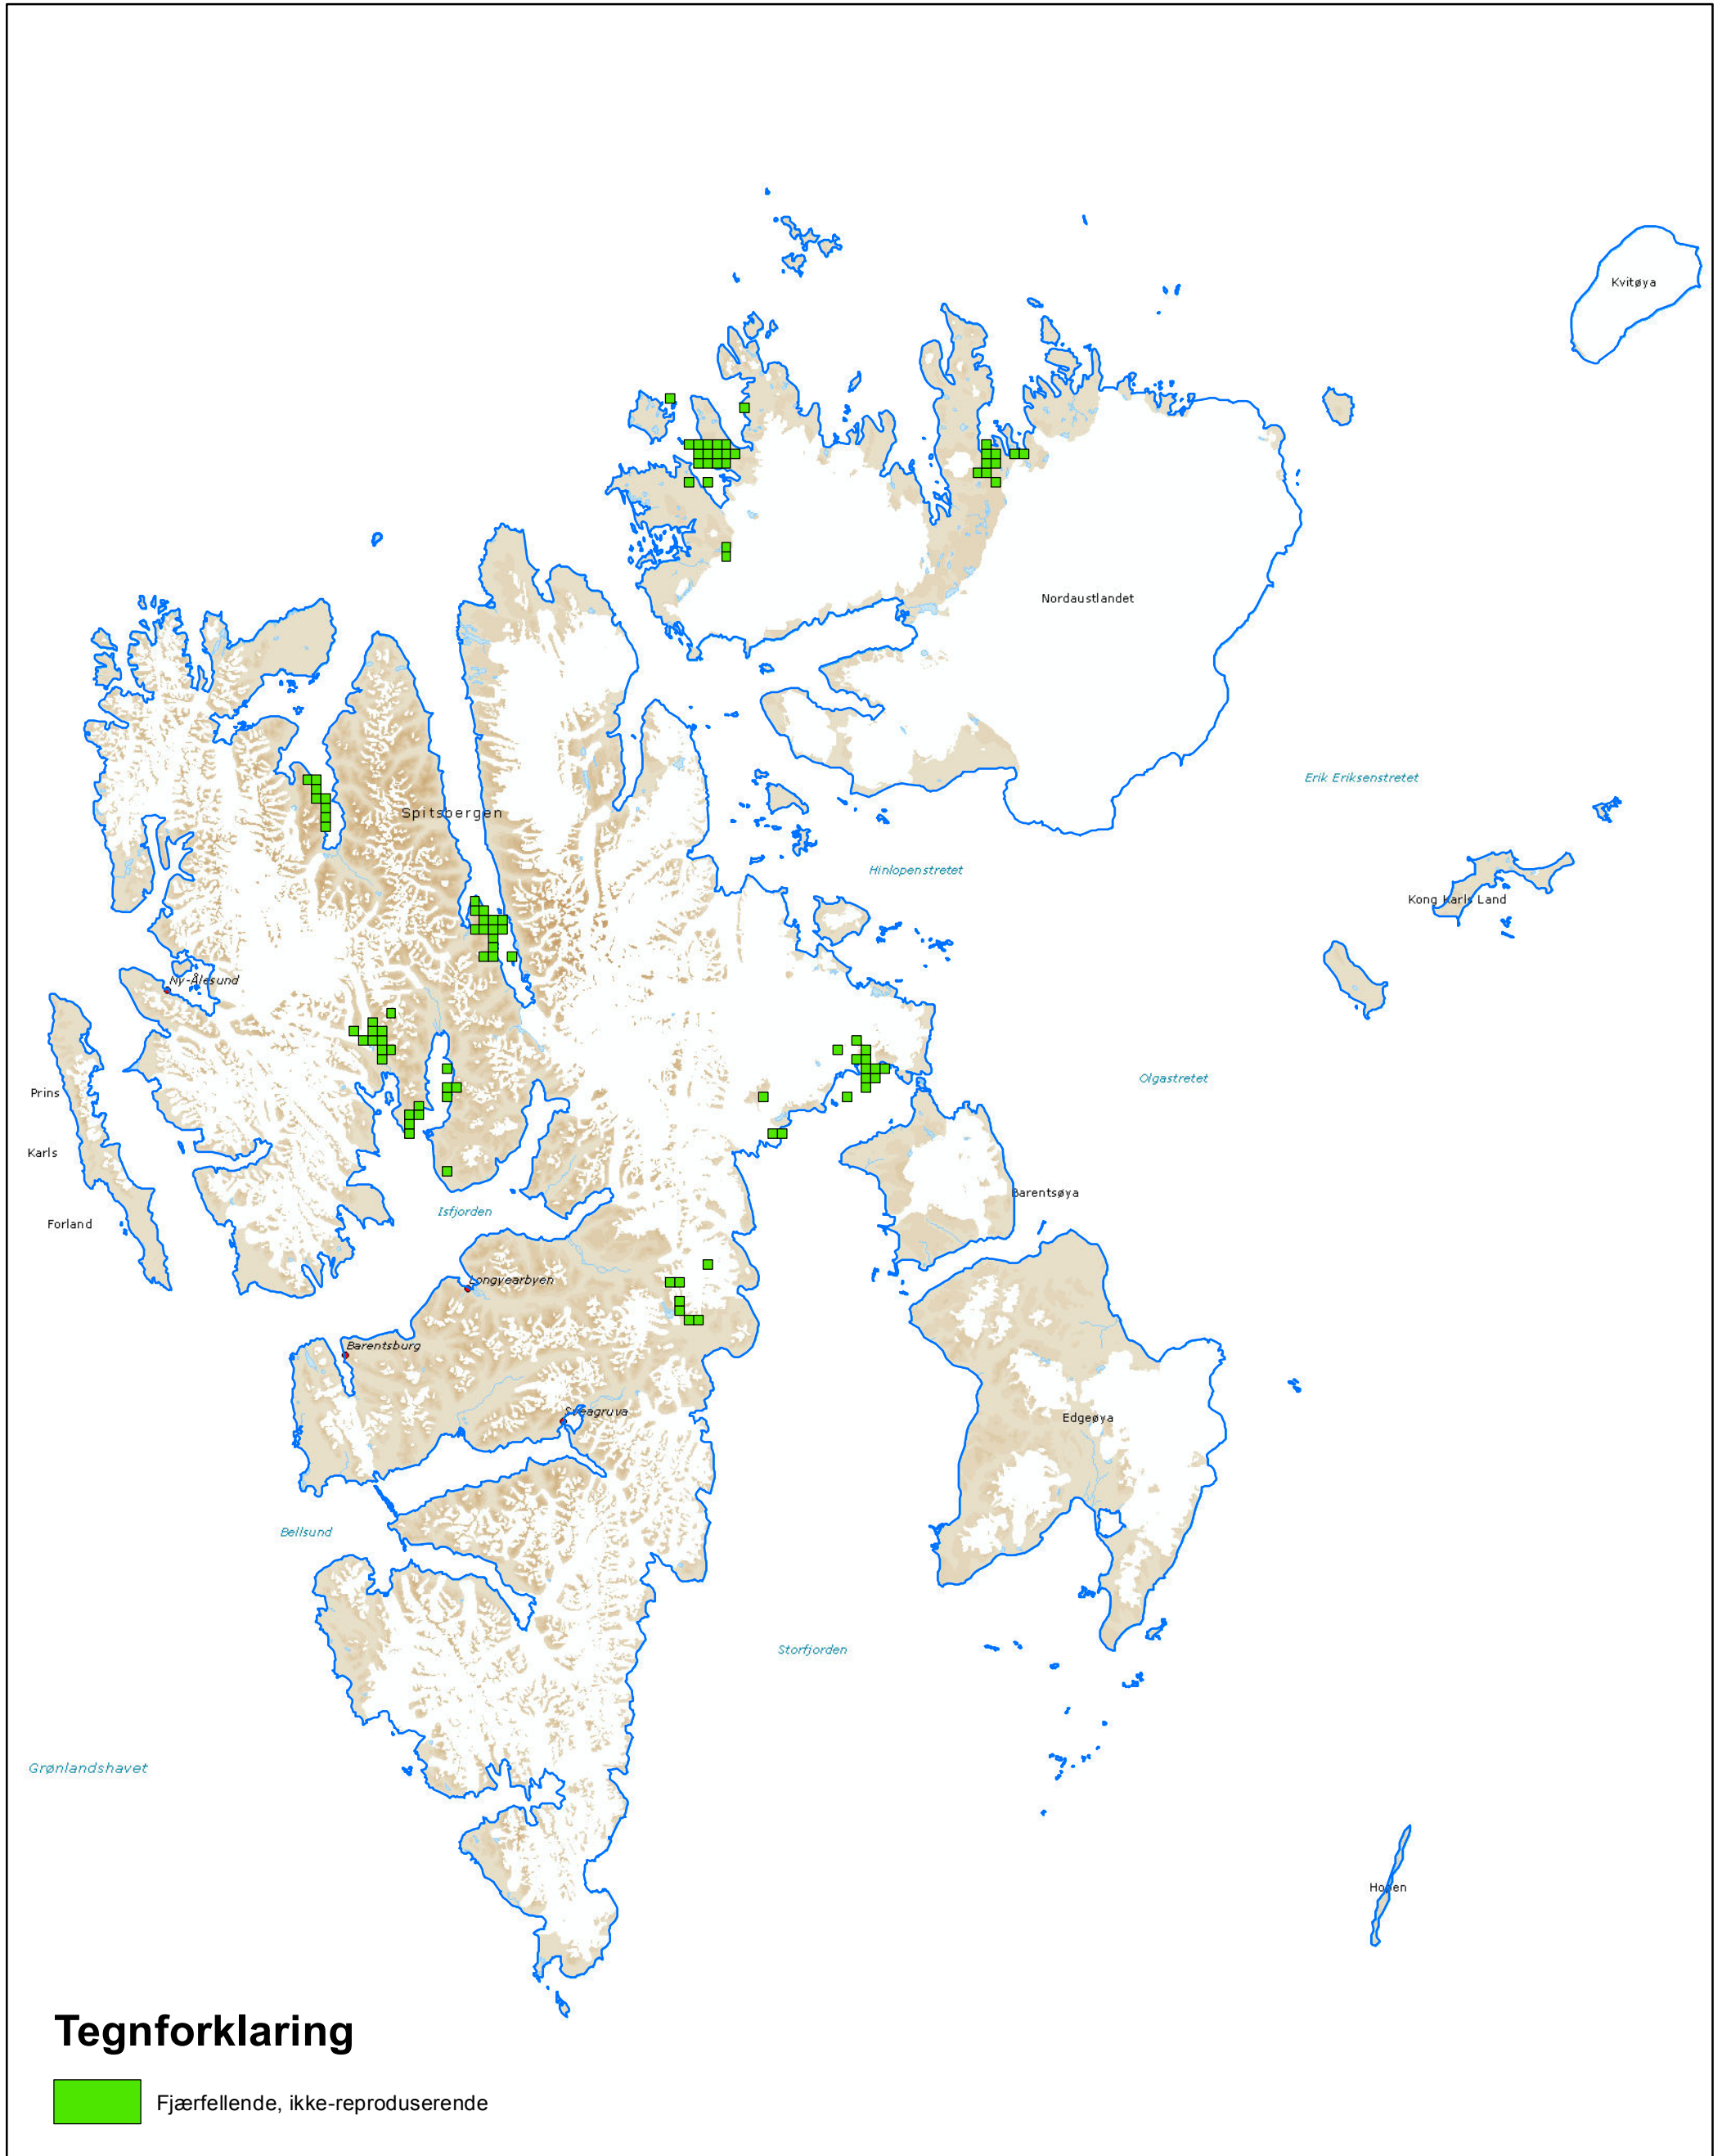 Kvitøya
Nordaustlandet
Erik Eriksenstretet
Spitsbergen
Hinlopenstretet
Kong Karls Land
Ny-Ålesund
Olgastretet
Prins
Karls
Forland
Barentsøya
Isfjorden
Longyearbyen
Barentsburg
Sveagruva
Edgeøya
Bellsund
Storfjorden
Grønlandshavet
Hopen
Tegnforklaring
Fjærfellende, ikke-reproduserende